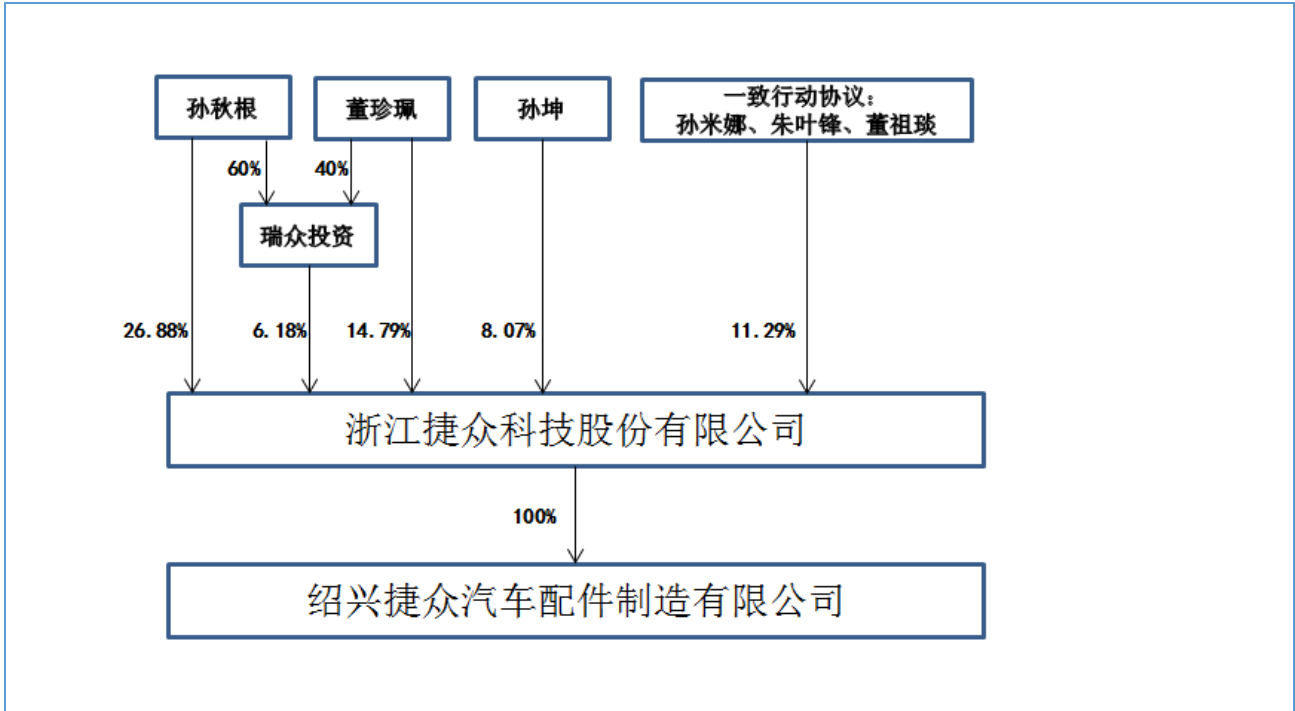 孙秋根
董珍珮
孙坤
一致行动协议：
孙米娜、朱叶锋、董祖琰
60%
40%
瑞众投资
26.88%
6.18%
14.79%
8.07%
11.29%
浙江捷众科技股份有限公司
100%
绍兴捷众汽车配件制造有限公司